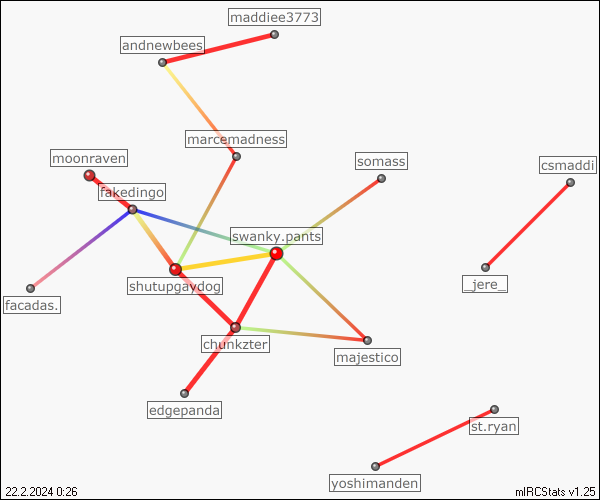 maddiee3773
andnewbees
marcemadness
moonraven
somass
csmaddi
fakedingo
swanky.pants
shutupgaydog
_jere_
facadas.
chunkzter
majestico
edgepanda
st.ryan
yoshimanden
22.2.2024 0:26
mIRCStats v1.25